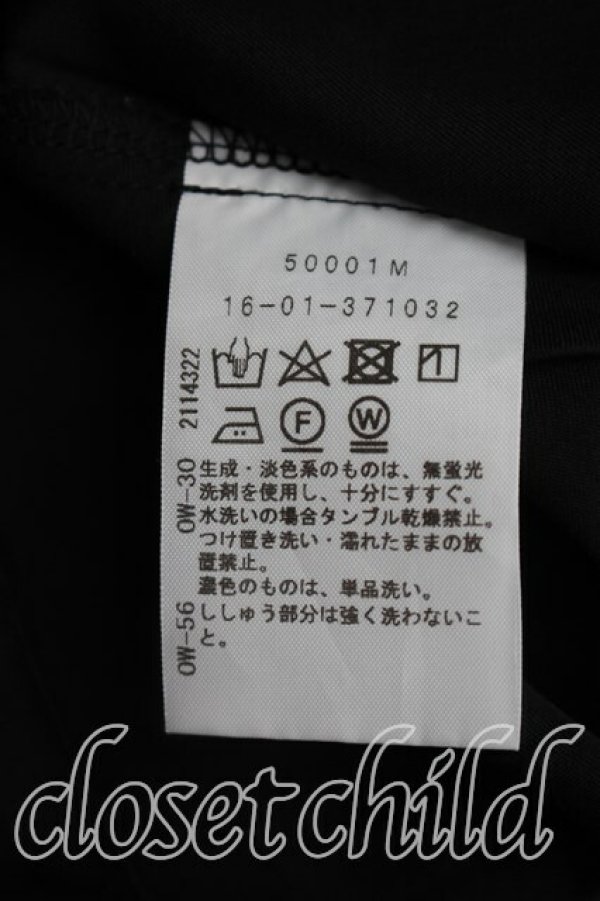 50001M
16-01-371032
2114322
F
W
OW-30
生成・淡色系のものは、無蛍光
洗剤を使用し、十分にすすぐ。
水洗いの場合タンブル乾燥禁止。
つけ置き洗い・濡れたままの放
置禁止。
濃色のものは、単品洗い。
OW-56
ししゅう部分は強く洗わないこ
と。
closet child